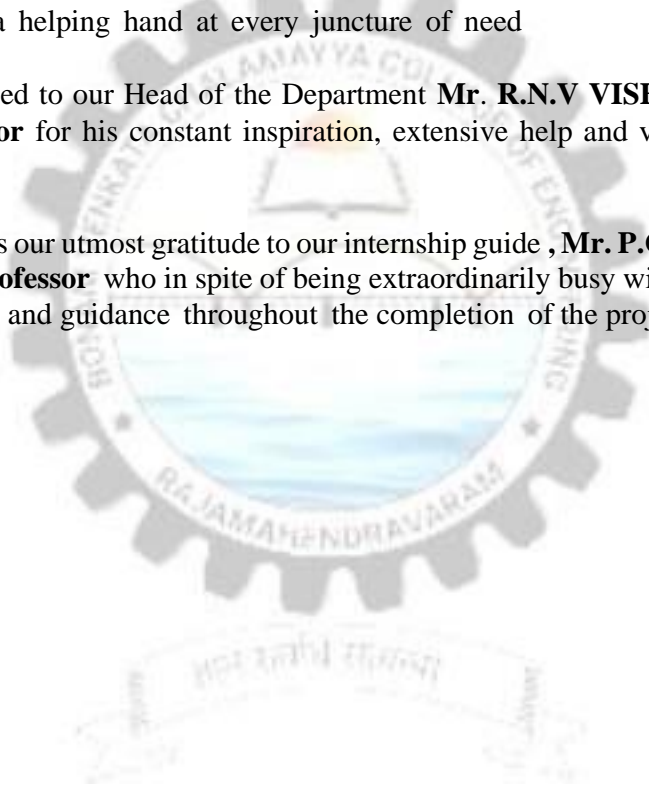 a helping hand at every juncture of need
ed to our Head of the Department Mr. R.N.V VISE
or for his constant inspiration, extensive help and v
s our utmost gratitude to our internship guide , Mr. P.C
ofessor who in spite of being extraordinarily busy wi
and guidance throughout the completion of the proj
RAJAMAHENDRAVARAM